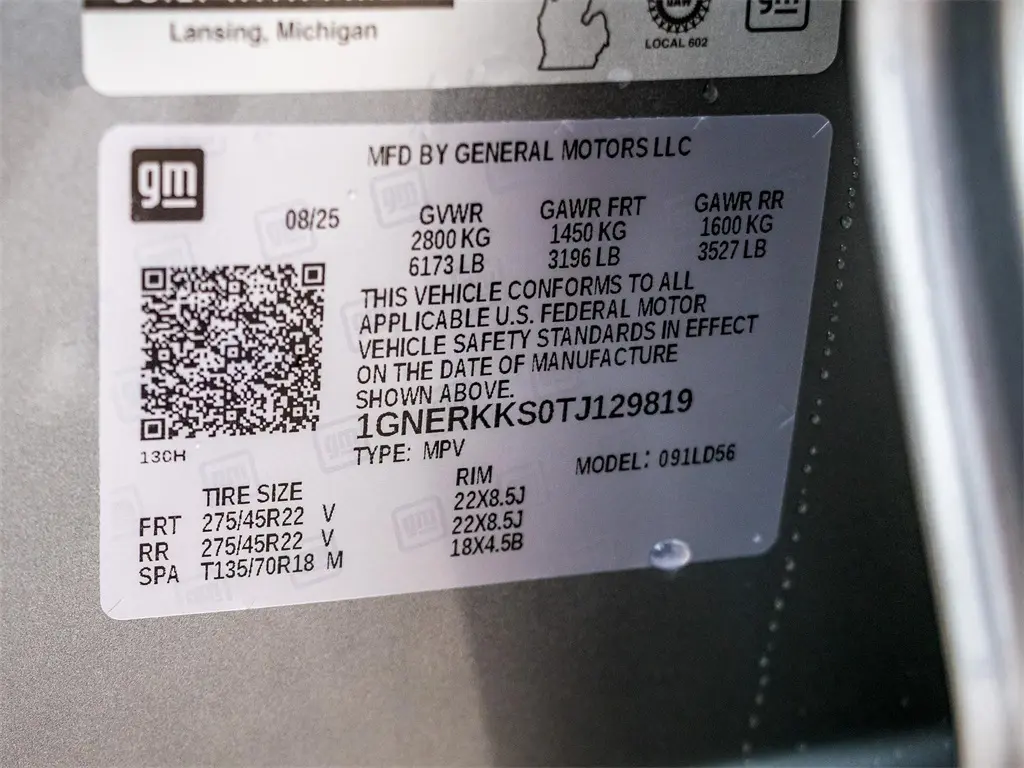 Lansing, Michigan
UAW
LOCAL 602
gm
MFD BY GENERAL MOTORS LLC
gm
08/25
GVWR GAWR FRT GAWR RR
2800 KG 1450 KG 1600 KG
6173 LB 3196 LB 3527 LB
THIS VEHICLE CONFORMS TO ALL
APPLICABLE U.S. FEDERAL MOTOR
VEHICLE SAFETY STANDARDS IN EFFECT
ON THE DATE OF MANUFACTURE
SHOWN ABOVE.
1GNERKKS0TJ129819
13CH
TYPE: MPV MODEL: 091LD56
TIRE SIZE RIM
FRT 275/45R22 V 22X8.5J
RR 275/45R22 V 22X8.5J
SPA T135/70R18 M 18X4.5B